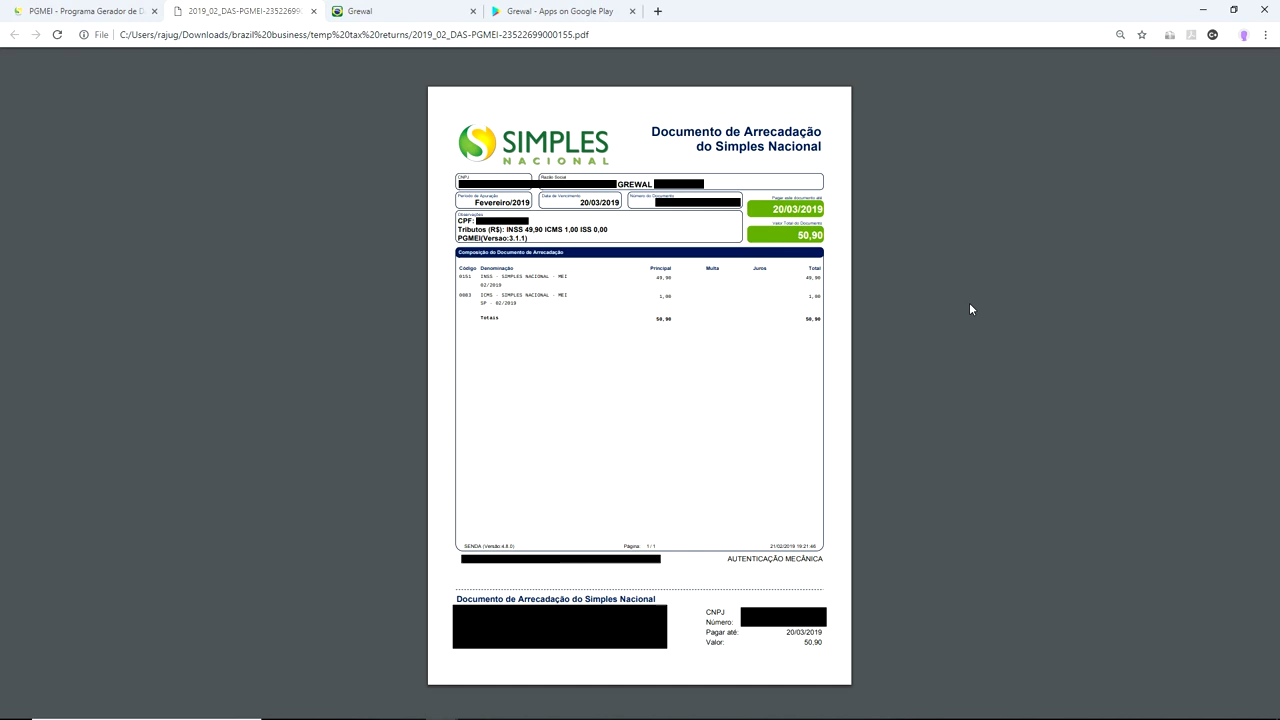 PGMEI - Programa Gerador de D
2019_02_DAS-PGMEI-23522699
Grewal
Grewal - Apps on Google Play
File
C:/Users/rajug/Downloads/brazil%20business/temp%20tax%20returns/2019_02_DAS-PGMEI-23522699000155.pdf
SIMPLES
NACIONAL
Documento de Arrecadação
do Simples Nacional
CNPJ
Razão Social
GREWAL
Período de Apuração
Fevereiro/2019
Data de Vencimento
20/03/2019
Número do Documento
Pagar este documento até
20/03/2019
Observações
CPF:
Tributos (R$): INSS 49,90 ICMS 1,00 ISS 0,00
PGMEI(Versao:3.1.1)
Valor Total do Documento
50,90
Composição do Documento de Arrecadação
Código Denominação Principal Multa Juros Total
0151 INSS - SIMPLES NACIONAL - MEI 49,90 49,90
02/2019
0083 ICMS - SIMPLES NACIONAL - MEI 1,00 1,00
SP - 02/2019
Totais 50,90 50,90
SENDA (Versão:4.8.0) Página: 1 / 1 21/02/2019 19:21:46
AUTENTICAÇÃO MECÂNICA
Documento de Arrecadação do Simples Nacional
CNPJ
Número:
Pagar até: 20/03/2019
Valor: 50,90